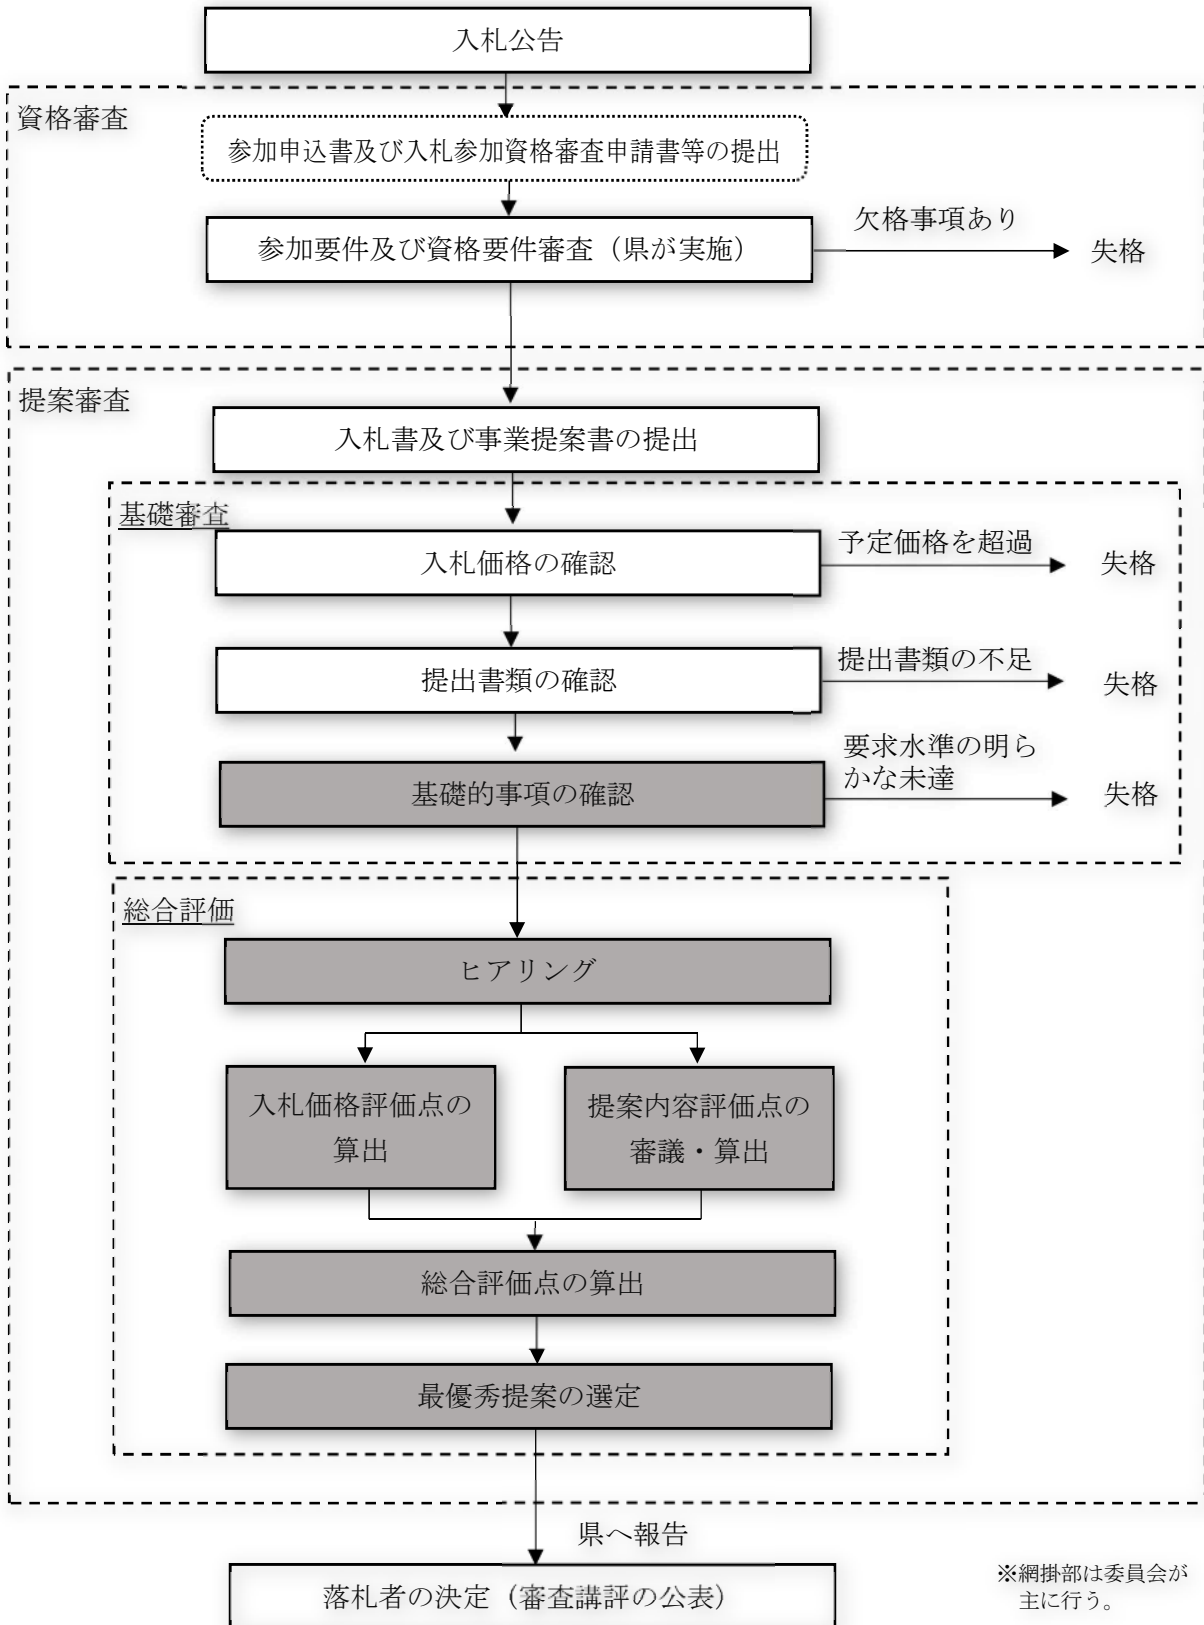 入札公告
資格審査
参加申込書及び入札参加資格審査申請書等の提出
参加要件及び資格要件審査（県が実施）
欠格事項あり
失格
提案審査
入札書及び事業提案書の提出
基礎審査
入札価格の確認
予定価格を超過
失格
提出書類の確認
提出書類の不足
失格
基礎的事項の確認
要求水準の明ら
かな未達
失格
総合評価
ヒアリング
入札価格評価点の
算出
提案内容評価点の
審議・算出
総合評価点の算出
最優秀提案の選定
県へ報告
落札者の決定（審査講評の公表）
※網掛部は委員会が
主に行う。